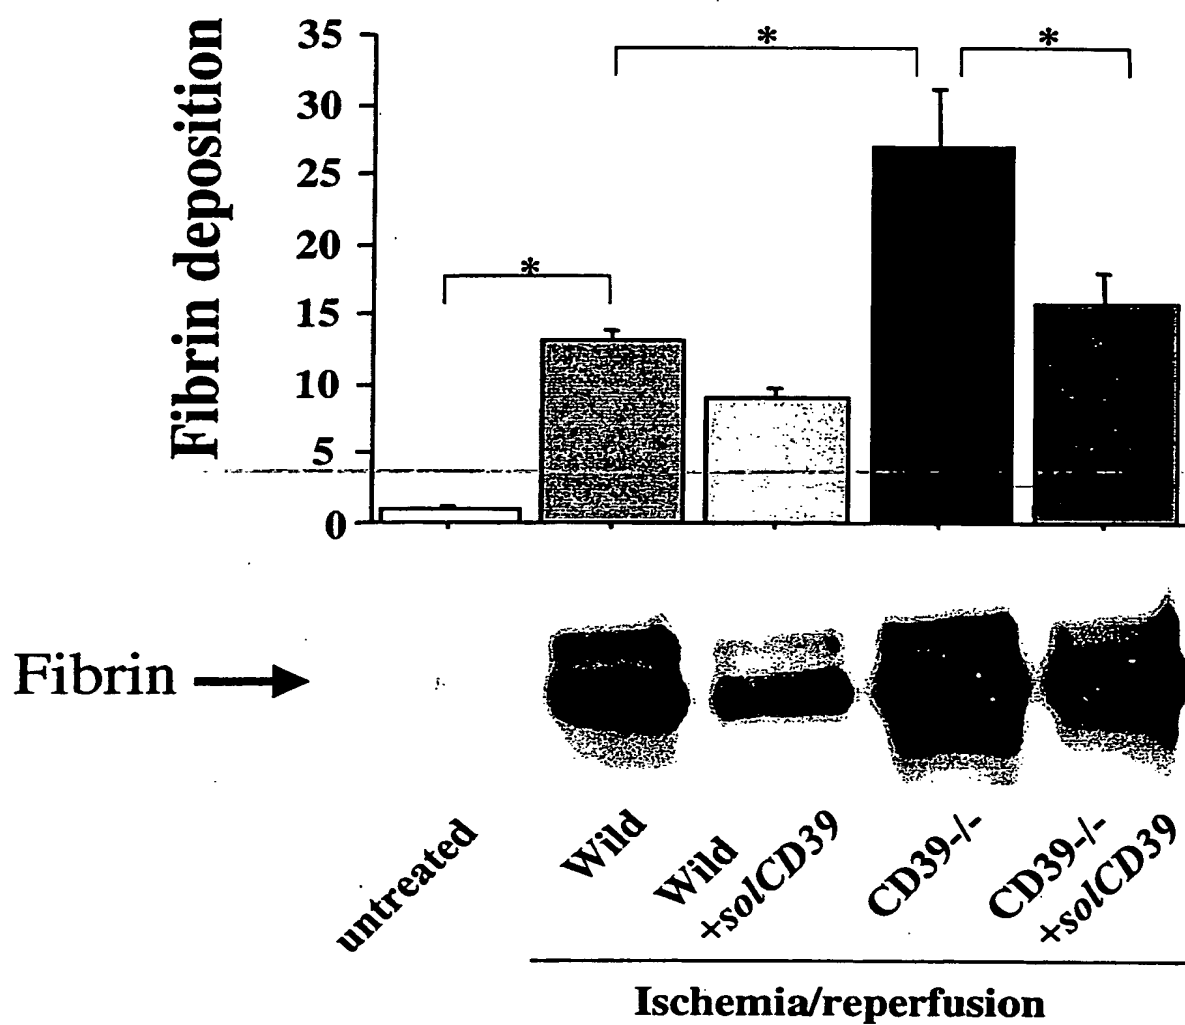 Fibrin deposition
35
30
25
20
15
10
5
0
*
*
*
Fibrin
untreated
Wild
Wild
+solCD39
CD39-/-
CD39-/-
+solCD39
Ischemia/reperfusion